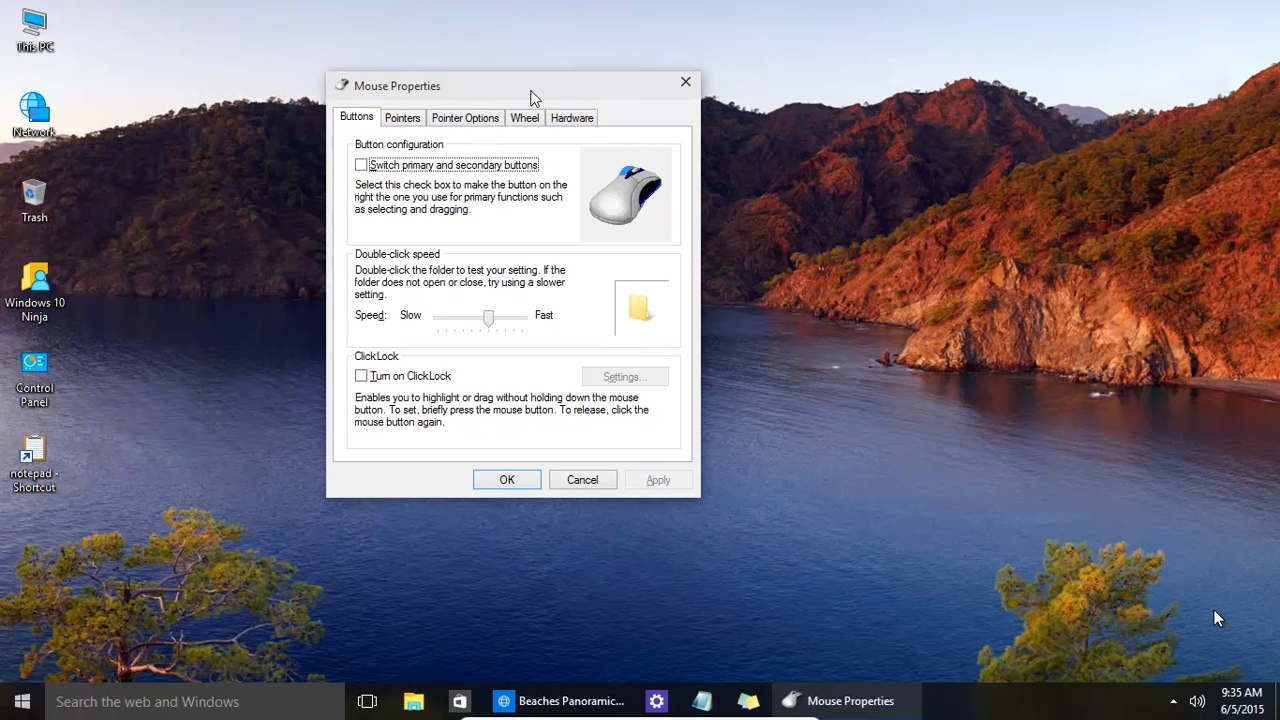 This PC
Network
Trash
Windows 10
Ninja
Control
Panel
notepad -
Shortcut
Mouse Properties
Buttons
Pointers
Pointer Options
Wheel
Hardware
Button configuration
Switch primary and secondary buttons
Select this check box to make the button on the
right the one you use for primary functions such
as selecting and dragging.
Double-click speed
Double-click the folder to test your setting. If the
folder does not open or close, try using a slower
setting.
Speed: Slow Fast
ClickLock
Turn on ClickLock
Settings...
Enables you to highlight or drag without holding down the mouse
button. To set, briefly press the mouse button. To release, click the
mouse button again.
OK
Cancel
Apply
Search the web and Windows
Beaches Panoramic...
Mouse Properties
9:35 AM
6/5/2015